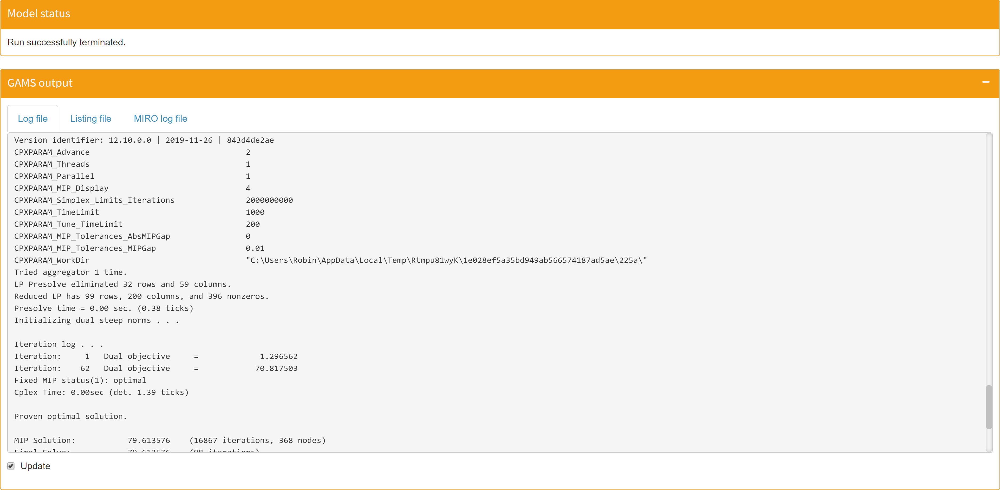 Model status
Run successfully terminated.
GAMS output
Log file Listing file MIRO log file
Version identifier: 12.10.0.0 | 2019-11-26 | 843d4de2ae
CPXPARAM_Advance 2
CPXPARAM_Threads 1
CPXPARAM_Parallel 1
CPXPARAM_MIP_Display 4
CPXPARAM_Simplex_Limits_Iterations 2000000000
CPXPARAM_TimeLimit 1000
CPXPARAM_Tune_TimeLimit 200
CPXPARAM_MIP_Tolerances_AbsMIPGap 0
CPXPARAM_MIP_Tolerances_MIPGap 0.01
CPXPARAM_WorkDir "C:\Users\Robin\AppData\Local\Temp\Rtmpu81wyK\1e028ef5a35bd949ab566574187ad5ae\225a\"
Tried aggregator 1 time.
LP Presolve eliminated 32 rows and 59 columns.
Reduced LP has 99 rows, 200 columns, and 396 nonzeros.
Presolve time = 0.00 sec. (0.38 ticks)
Initializing dual steep norms . . .
Iteration log . . .
Iteration: 1 Dual objective = 1.296562
Iteration: 62 Dual objective = 70.817503
Fixed MIP status(1): optimal
Cplex Time: 0.00sec (det. 1.39 ticks)
Proven optimal solution.
MIP Solution: 79.613576 (16867 iterations, 368 nodes)
Final Solve: 79.613576 (98 iterations)
Update